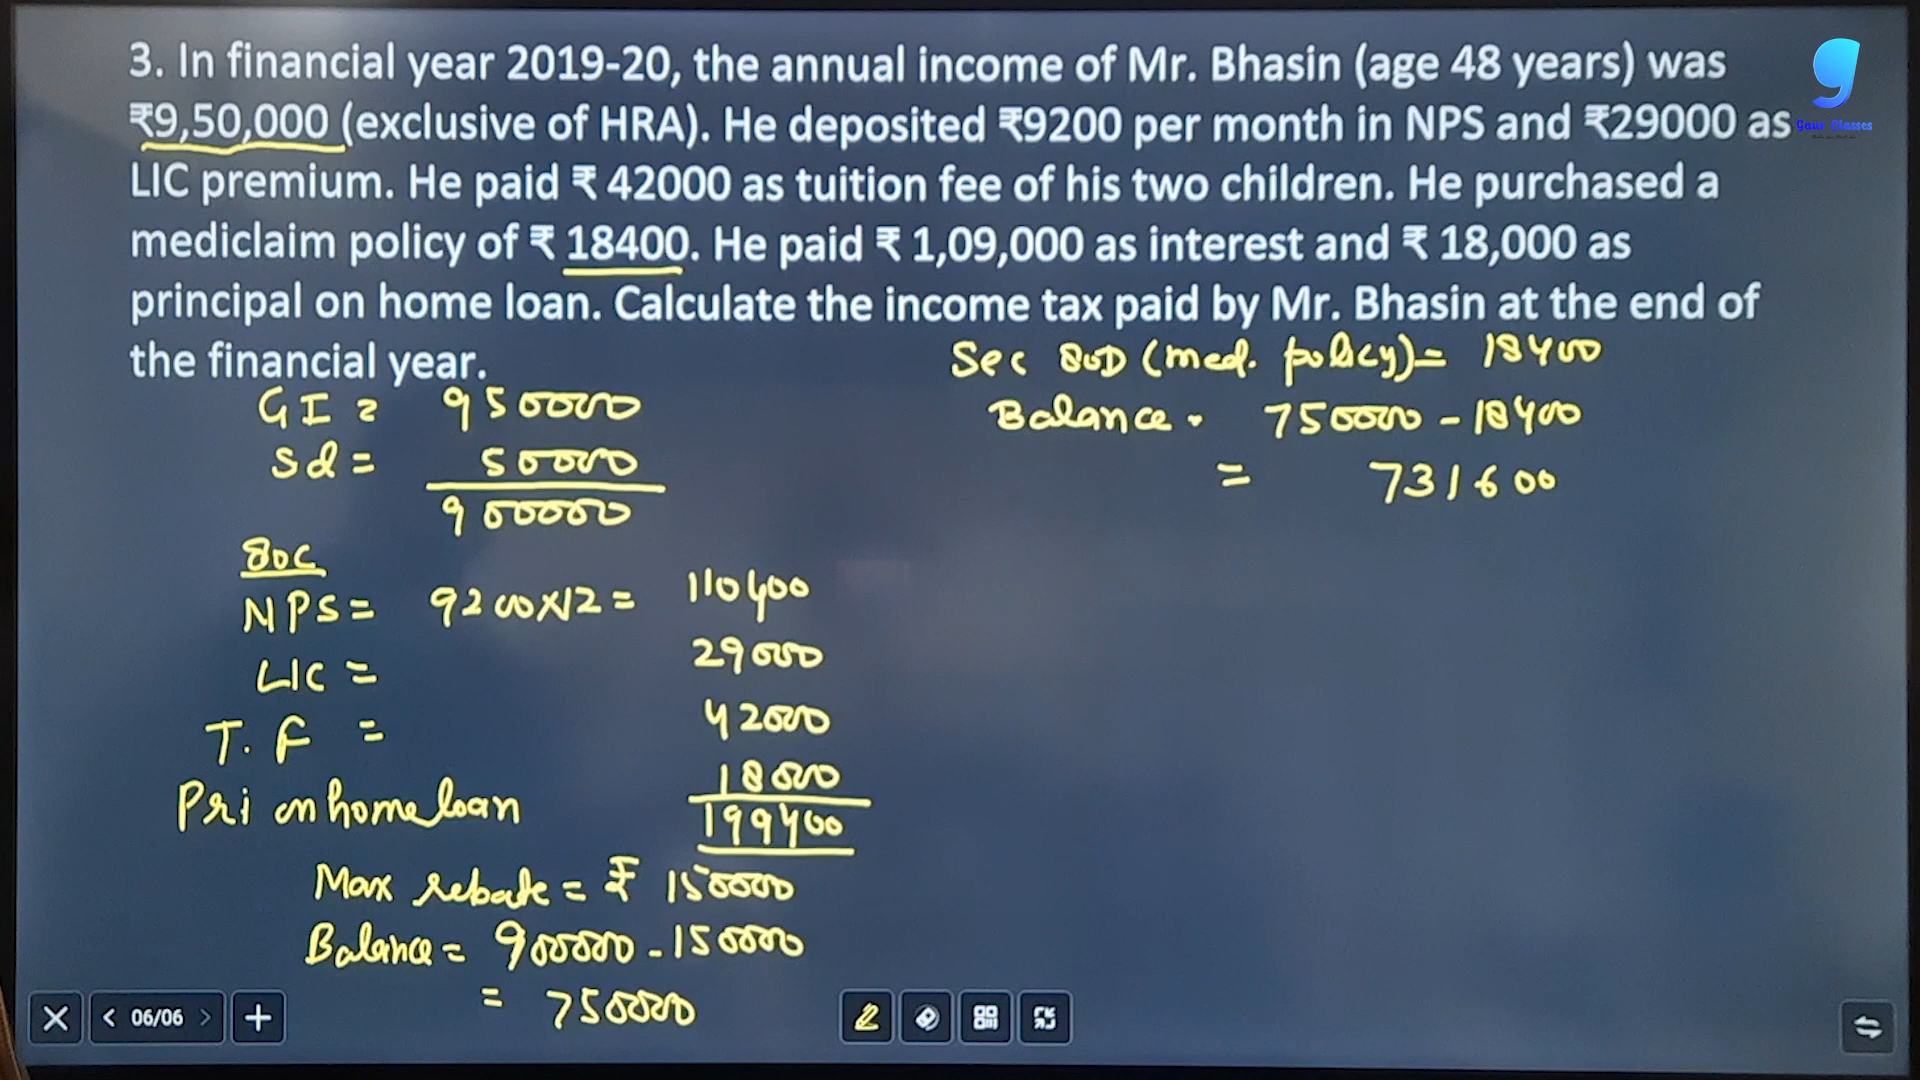 3. In financial year 2019-20, the annual income of Mr. Bhasin (age 48 years) was
₹9,50,000 (exclusive of HRA). He deposited ₹9200 per month in NPS and ₹29000 as
LIC premium. He paid ₹ 42000 as tuition fee of his two children. He purchased a
mediclaim policy of ₹ 18400. He paid ₹ 1,09,000 as interest and ₹ 18,000 as
principal on home loan. Calculate the income tax paid by Mr. Bhasin at the end of
the financial year.
Gaur Classes
GI = 950000
Sd = 50000
900000
80C
NPS = 9200×12 = 110400
LIC = 29000
T. F = 42000
Pri on home loan 18000
199400
Max rebate = ₹ 150000
Balance = 900000 - 150000
= 750000
Sec 80D (med. policy) = 18400
Balance = 750000 - 18400
= 731600
06/06